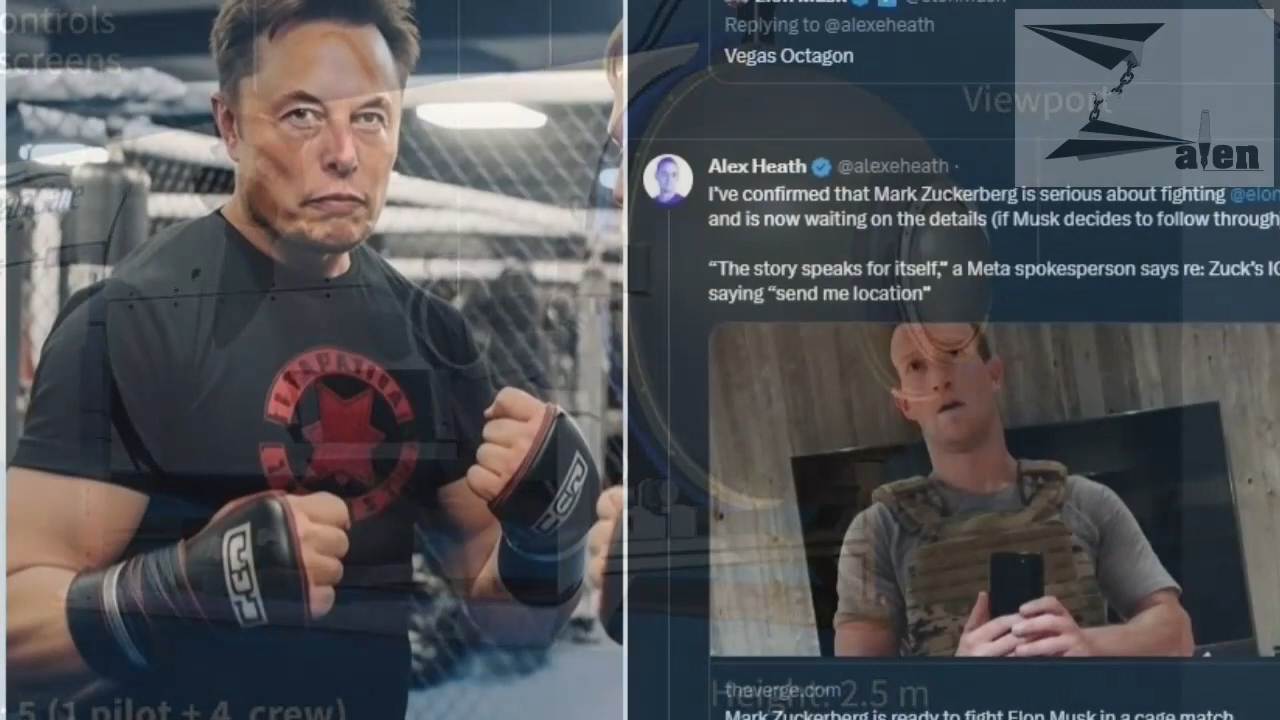 ontrols
screens
5 (1 pilot + 4 crew)
Replying to @alexeheath
Vegas Octagon
Viewport
alen
Alex Heath @alexeheath ·
I've confirmed that Mark Zuckerberg is serious about fighting @elon
and is now waiting on the details (if Musk decides to follow through
“The story speaks for itself,” a Meta spokesperson says re: Zuck's IG
saying “send me location”
theverge.com
Height: 2.5 m
Mark Zuckerberg is ready to fight Elon Musk in a cage match